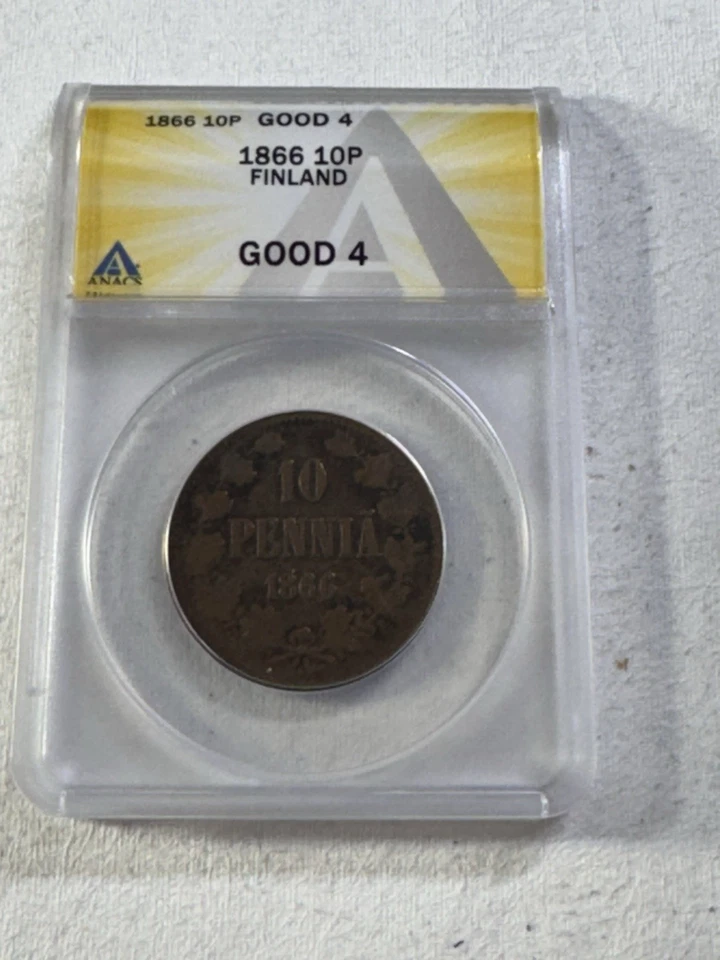 1866 10P GOOD 4
1866 10P
FINLAND
GOOD 4
ANACS
10
PENNIÄ
1866